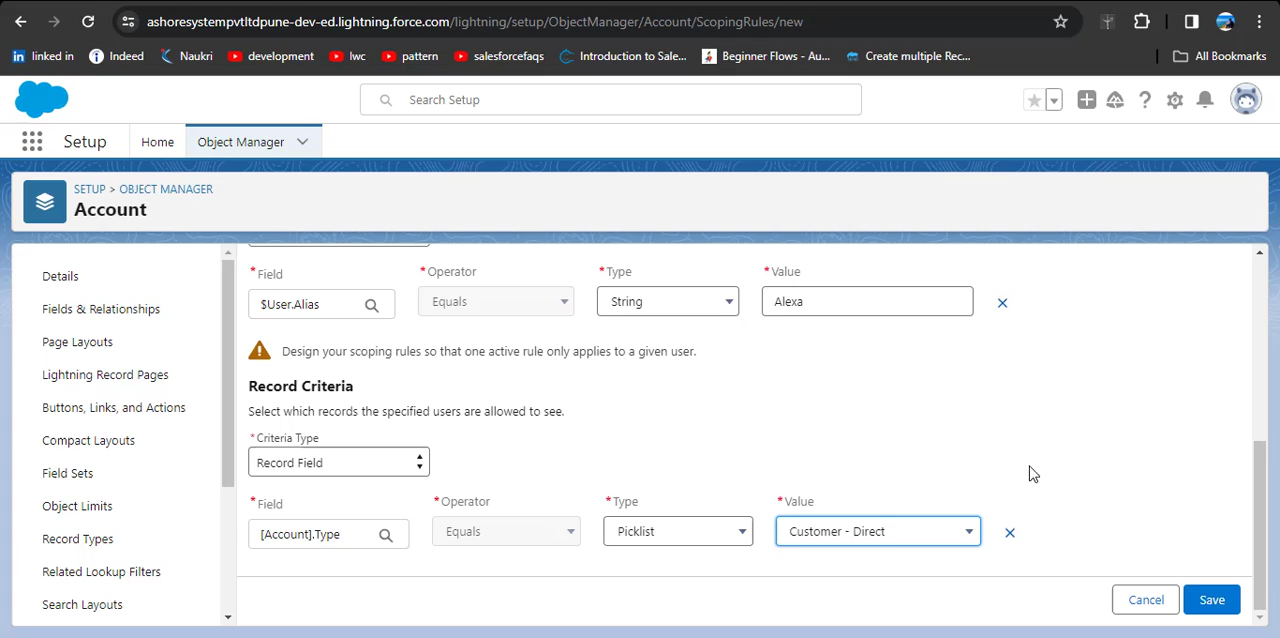 ashoresystempvtltdpune-dev-ed.lightning.force.com/lightning/setup/ObjectManager/Account/ScopingRules/new
linked in Indeed Naukri development lwc pattern salesforcefaqs Introduction to Sale... Beginner Flows - Au... Create multiple Rec... All Bookmarks
Search Setup
Setup Home Object Manager
SETUP > OBJECT MANAGER
Account
Details
Fields & Relationships
Page Layouts
Lightning Record Pages
Buttons, Links, and Actions
Compact Layouts
Field Sets
Object Limits
Record Types
Related Lookup Filters
Search Layouts
*Field *Operator *Type *Value
$User.Alias Equals String Alexa
Design your scoping rules so that one active rule only applies to a given user.
Record Criteria
Select which records the specified users are allowed to see.
*Criteria Type
Record Field
*Field *Operator *Type *Value
[Account].Type Equals Picklist Customer - Direct
Cancel Save